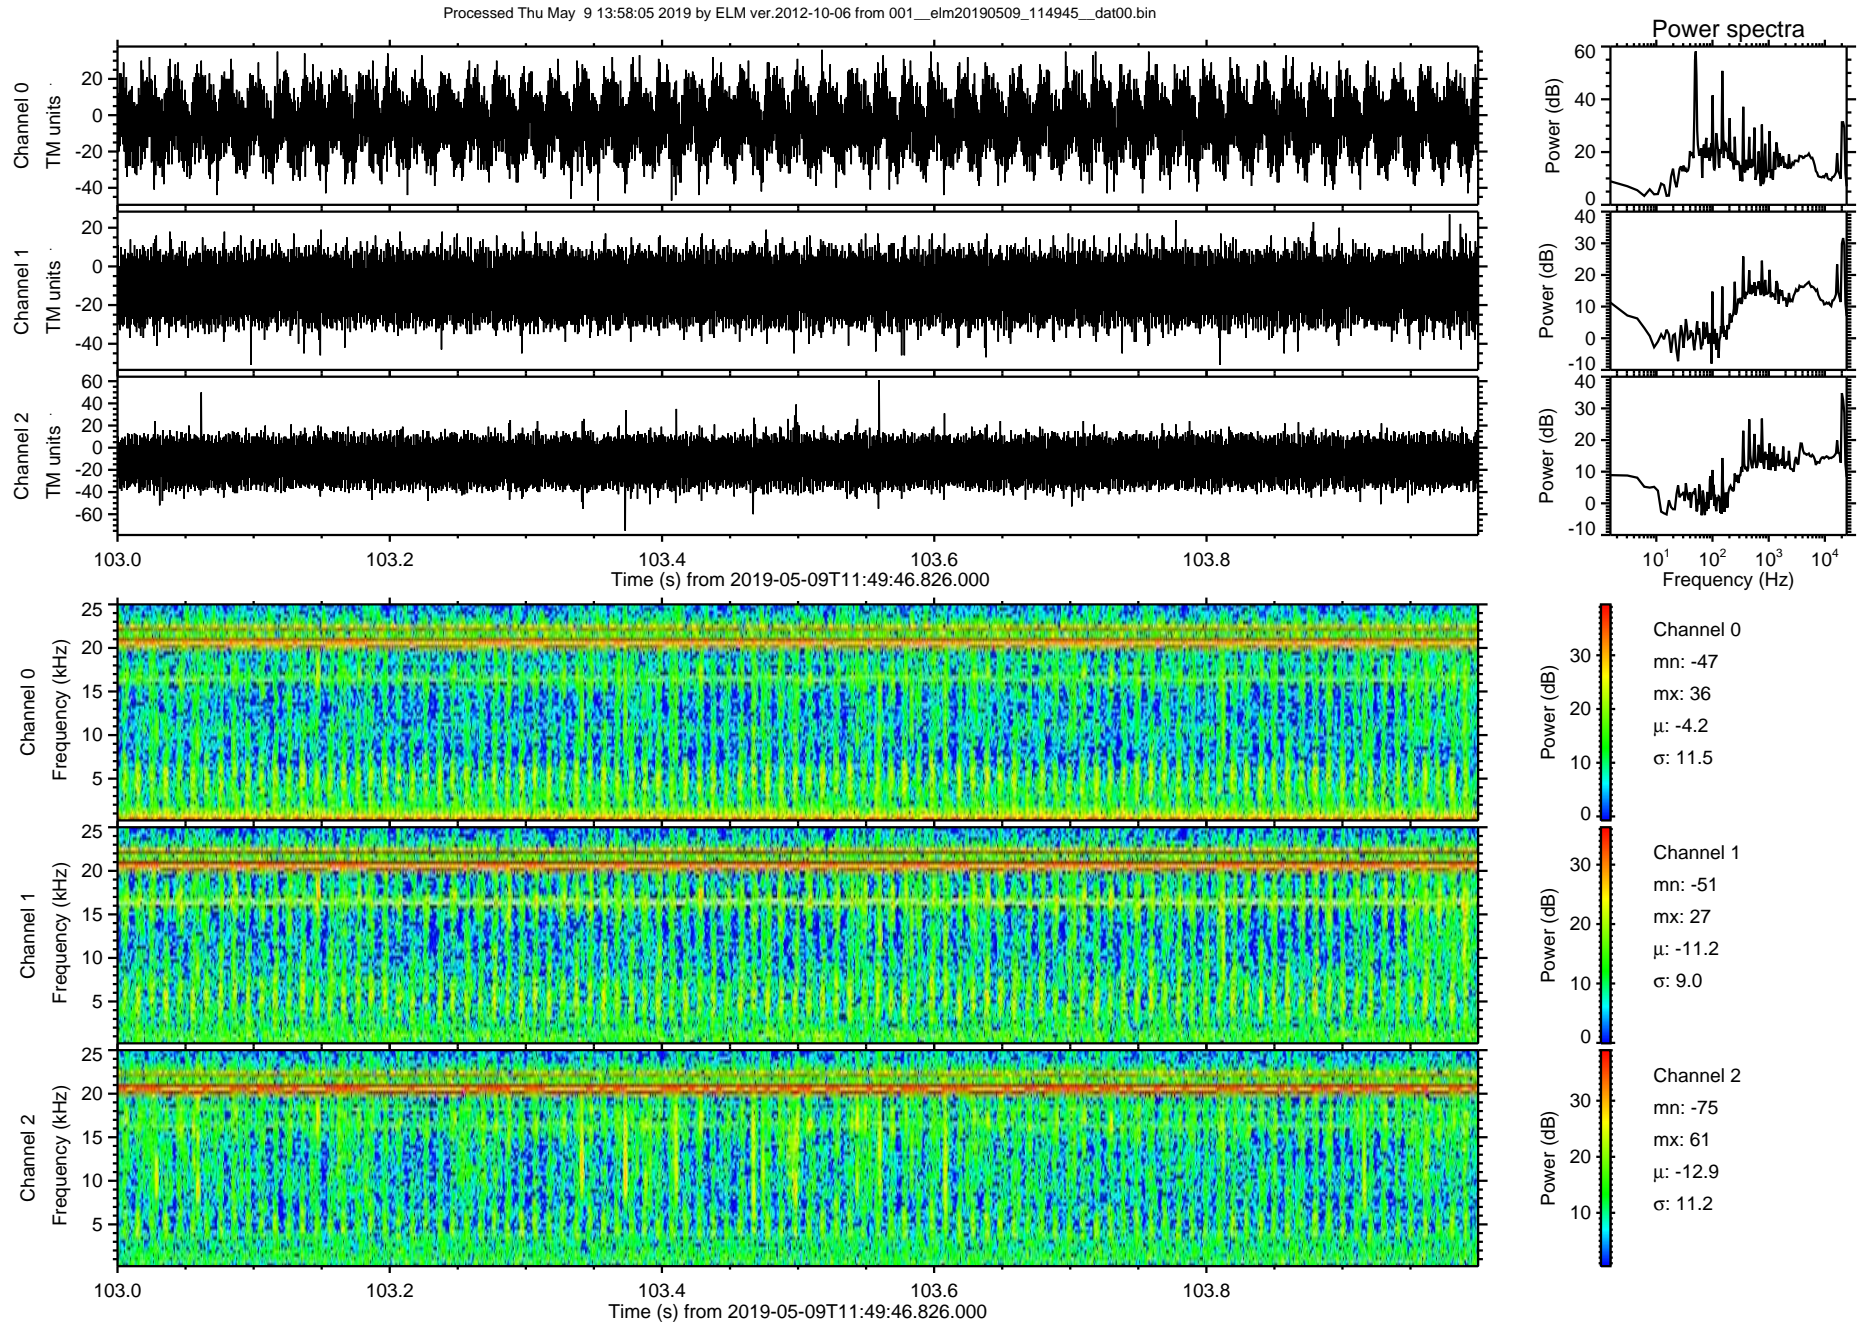 Processed Thu May  9 13:58:05 2019 by ELM ver.2012-10-06 from 001__elm20190509_114945__dat00.bin
Power spectra
Channel 0
TM units
20
0
-20
-40
Power (dB)
60
40
20
0
Channel 1
TM units
20
0
-20
-40
Power (dB)
40
30
20
10
0
-10
Channel 2
TM units
60
40
20
0
-20
-40
-60
Power (dB)
40
30
20
10
0
-10
103.0 103.2 103.4 103.6 103.8
Time (s) from 2019-05-09T11:49:46.826.000
10^1 10^2 10^3 10^4
Frequency (Hz)
Channel 0
Frequency (kHz)
25
20
15
10
5
Power (dB)
30
20
10
0
Channel 0
mn: -47
mx: 36
μ: -4.2
σ: 11.5
Channel 1
Frequency (kHz)
25
20
15
10
5
Power (dB)
30
20
10
0
Channel 1
mn: -51
mx: 27
μ: -11.2
σ: 9.0
Channel 2
Frequency (kHz)
25
20
15
10
5
Power (dB)
30
20
10
Channel 2
mn: -75
mx: 61
μ: -12.9
σ: 11.2
103.0 103.2 103.4 103.6 103.8
Time (s) from 2019-05-09T11:49:46.826.000